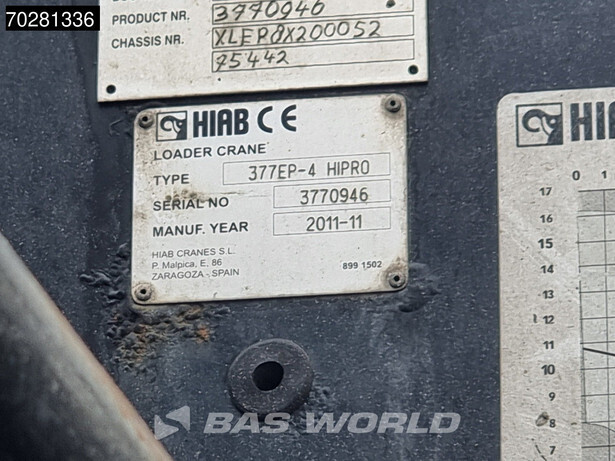 70281336
PRODUCT NR. 3770946
CHASSIS NR. XLEP8X200052
75442
HIAB CE
LOADER CRANE
TYPE 377EP-4 HIPRO
SERIAL NO 3770946
MANUF. YEAR 2011-11
HIAB CRANES S.L.
P. Malpica, E, 86
ZARAGOZA - SPAIN
899 1502
HI
0 1
17
16
15
14
13
12
11
10
9
8
7
BAS WORLD